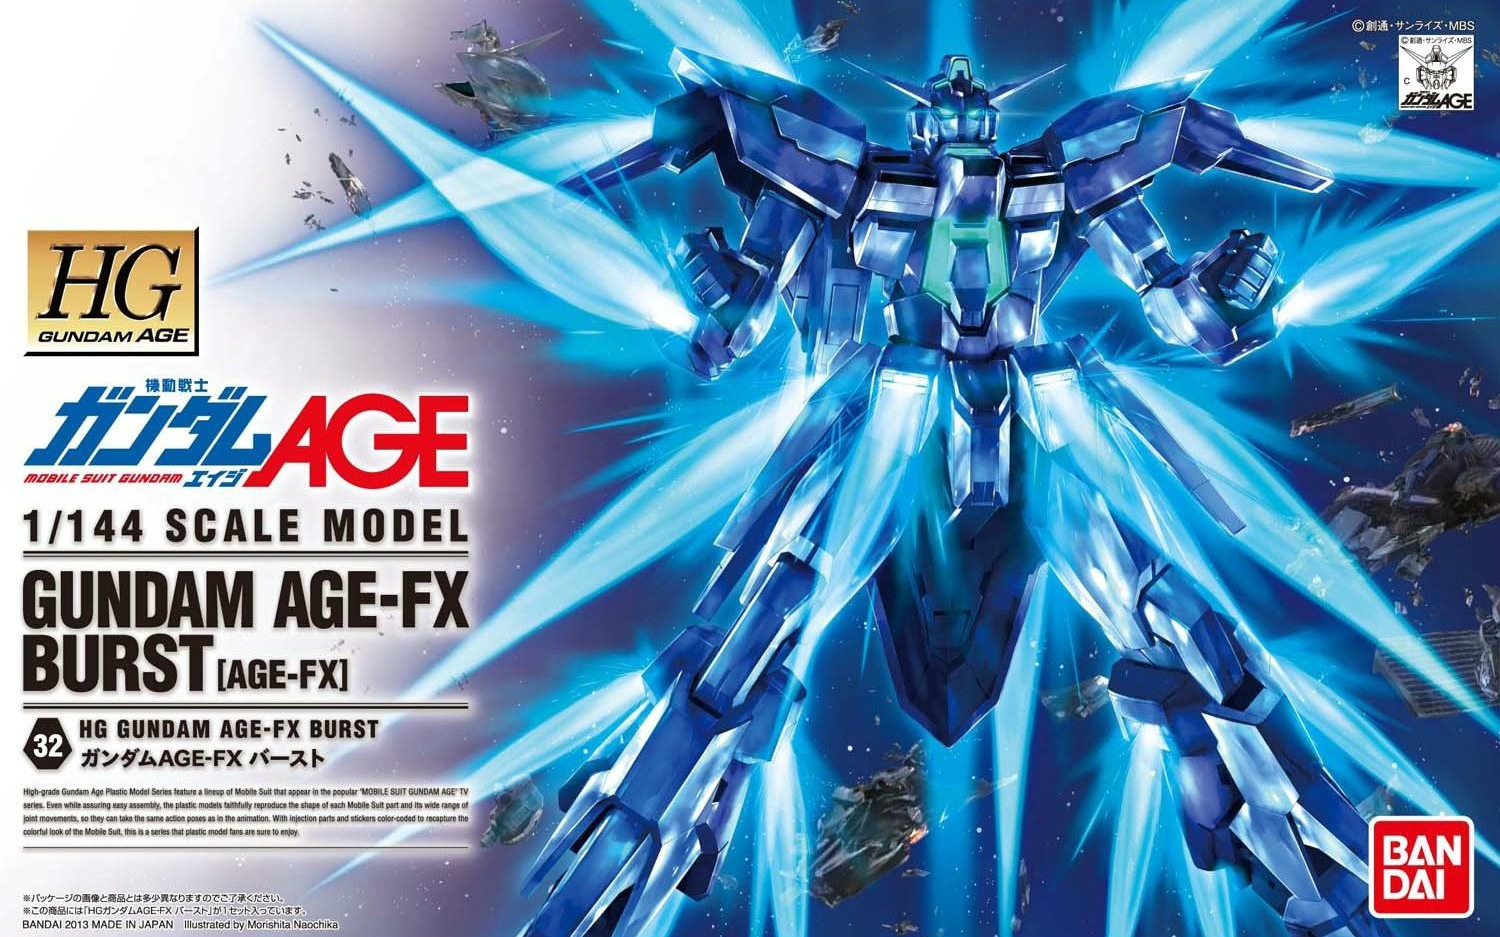 ©創通・サンライズ・MBS
©創通・サンライズ・MBS
C
ガンダムAGE
HG
GUNDAM AGE
機動戦士
ガンダムAGE
MOBILE SUIT GUNDAM エイジ
1/144 SCALE MODEL
GUNDAM AGE-FX
BURST [AGE-FX]
32 HG GUNDAM AGE-FX BURST
ガンダムAGE-FX バースト
High-grade Gundam Age Plastic Model Series feature a lineup of Mobile Suit that appear in the popular "MOBILE SUIT GUNDAM AGE" TV
series. Even while assuring easy assembly, the plastic models faithfully reproduce the shape of each Mobile Suit part and its wide range of
joint movements, so they can take the same action poses as in the animation. With injection parts and stickers color-coded to recapture the
colorful look of the Mobile Suit, this is a series that plastic model fans are sure to enjoy.
※パッケージの画像と商品とは多少異なりますのでご了承ください。
※この商品には「HGガンダムAGE-FX バースト」が1セット入っています。
BANDAI 2013 MADE IN JAPAN Illustrated by Morishita Naochika
BAN
DAI